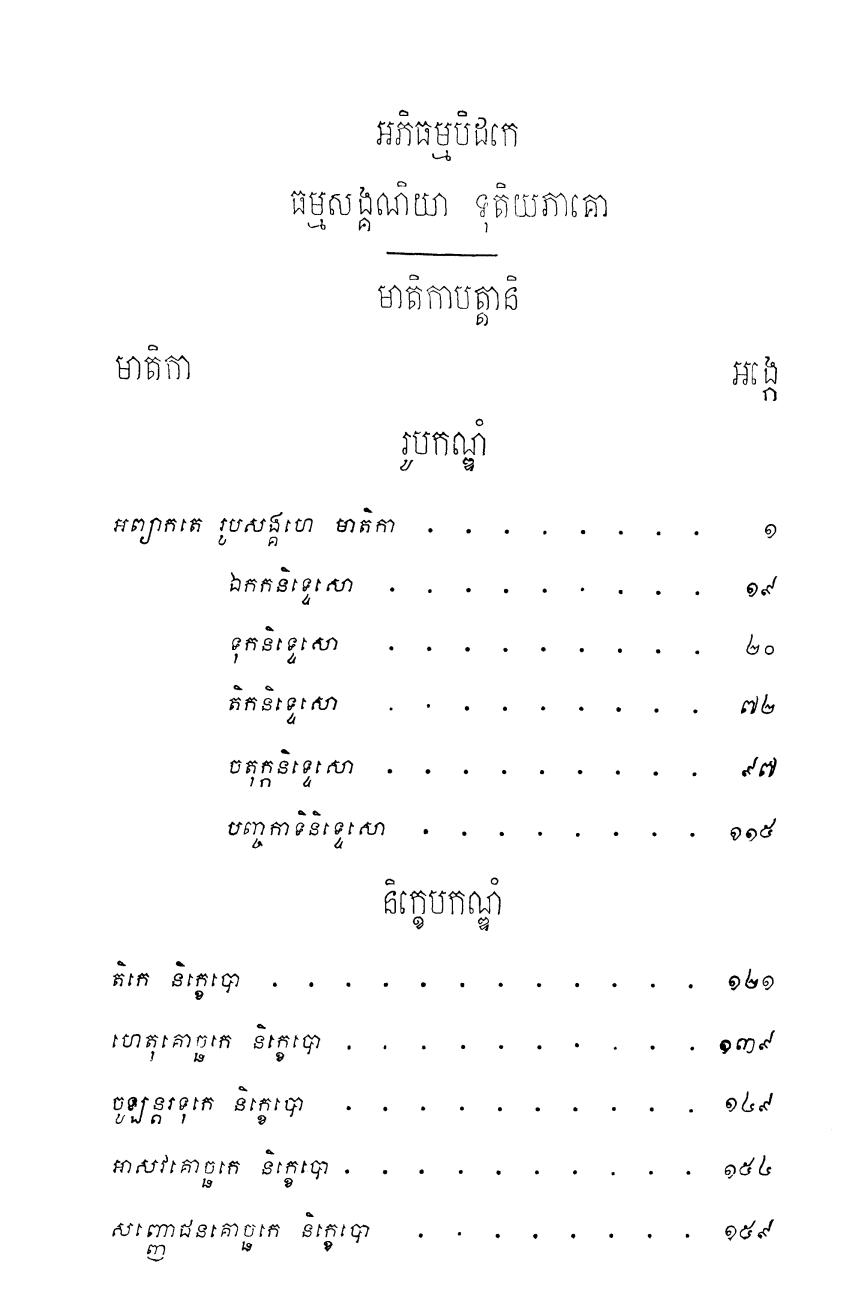 អភិធម្មបិដកេ
ធម្មសង្គណិយា ទុតិយភាគោ
មាតិកាបត្តានិ
មាតិកា អង្កេ
រូបកណ្ឌំ
អព្យាកតេ រូបសង្គហេ មាតិកា . . . . . . . . ១
ឯកកនិទ្ទេសោ . . . . . . . . . ១៩
ទុកនិទ្ទេសោ . . . . . . . . . ២០
តិកនិទ្ទេសោ . . . . . . . . . ៧២
ចតុក្កនិទ្ទេសោ . . . . . . . . . ៩៧
បញ្ចកាទិនិទ្ទេសោ . . . . . . . . ១១៥
និក្ខេបកណ្ឌំ
តិកេ និក្ខេបោ . . . . . . . . . . . . ១២១
ហេតុគោច្ឆកេ និក្ខេបោ . . . . . . . . . . ១៣៩
ចូឡន្តរទុកេ និក្ខេបោ . . . . . . . . . . ១៤៩
អាសវគោច្ឆកេ និក្ខេបោ . . . . . . . . . . ១៥៤
សញ្ញោជនគោច្ឆកេ និក្ខេបោ . . . . . . . . ១៥៩